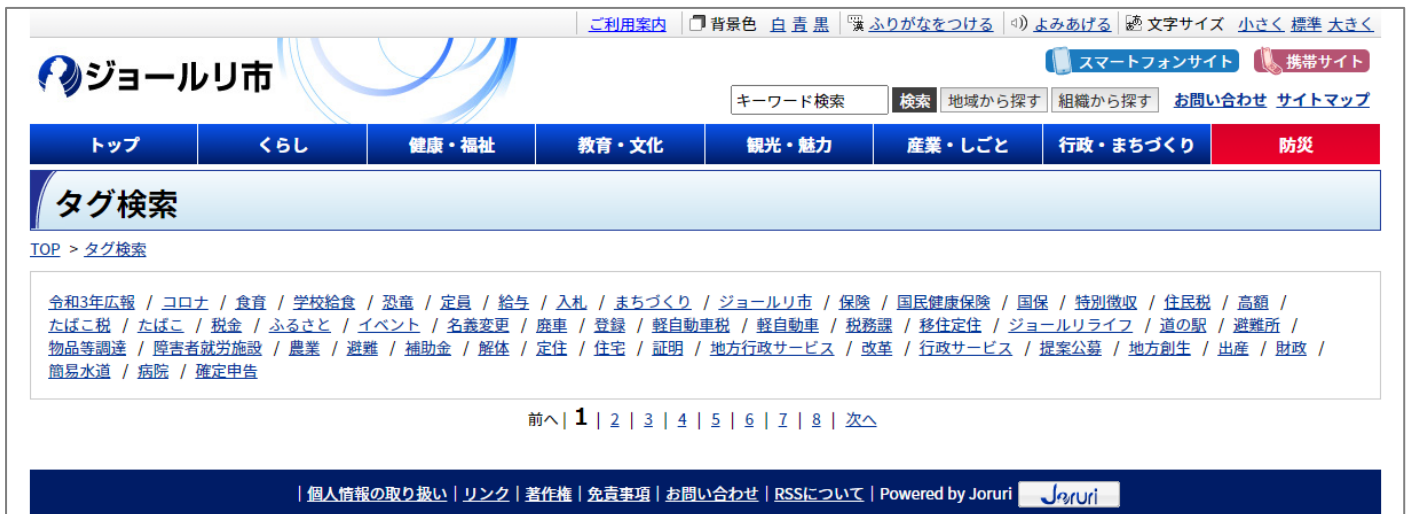 ご利用案内 背景色 白 青 黒 ふりがなをつける よみあげる 文字サイズ 小さく 標準 大きく
ジョールリ市
スマートフォンサイト 携帯サイト
キーワード検索 検索 地域から探す 組織から探す お問い合わせ サイトマップ
トップ くらし 健康・福祉 教育・文化 観光・魅力 産業・しごと 行政・まちづくり 防災
タグ検索
TOP > タグ検索
令和3年広報 / コロナ / 食育 / 学校給食 / 恐竜 / 定員 / 給与 / 入札 / まちづくり / ジョールリ市 / 保険 / 国民健康保険 / 国保 / 特別徴収 / 住民税 / 高額 /
たばこ税 / たばこ / 税金 / ふるさと / イベント / 名義変更 / 廃車 / 登録 / 軽自動車税 / 軽自動車 / 税務課 / 移住定住 / ジョールリライフ / 道の駅 / 避難所 /
物品等調達 / 障害者就労施設 / 農業 / 避難 / 補助金 / 解体 / 定住 / 住宅 / 証明 / 地方行政サービス / 改革 / 行政サービス / 提案公募 / 地方創生 / 出産 / 財政 /
簡易水道 / 病院 / 確定申告
前へ | 1 | 2 | 3 | 4 | 5 | 6 | 7 | 8 | 次へ
| 個人情報の取り扱い | リンク | 著作権 | 免責事項 | お問い合わせ | RSSについて | Powered by Joruri Joruri